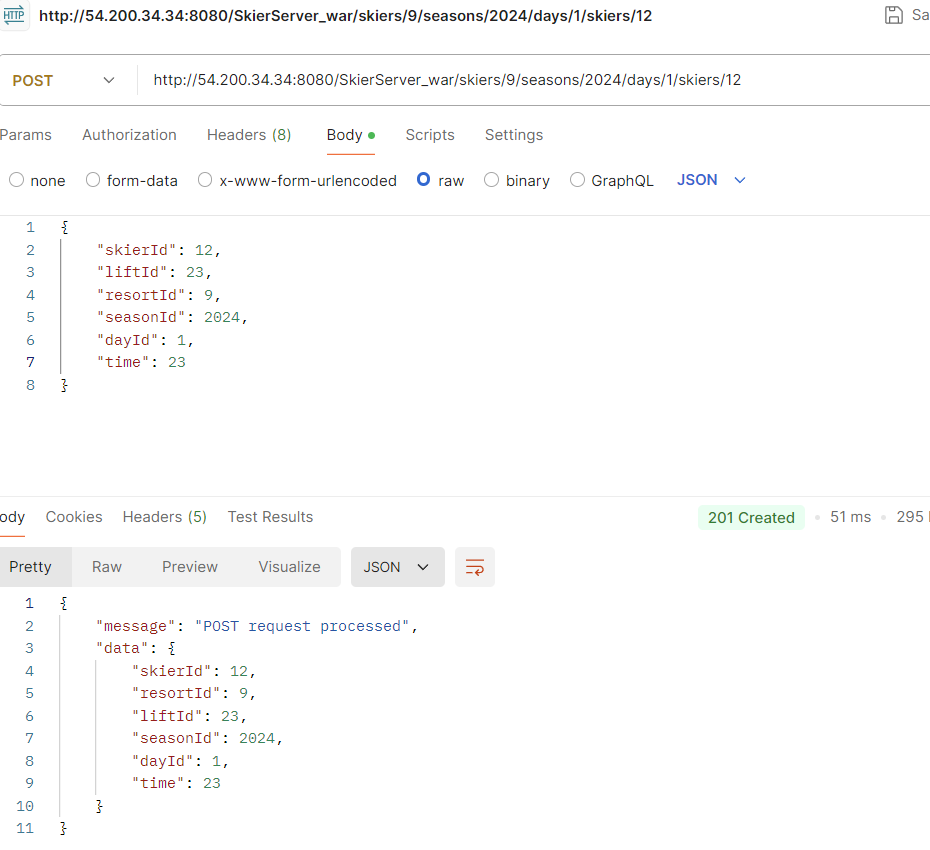 HTTP http://54.200.34.34:8080/SkierServer_war/skiers/9/seasons/2024/days/1/skiers/12 Sa
POST http://54.200.34.34:8080/SkierServer_war/skiers/9/seasons/2024/days/1/skiers/12
Params Authorization Headers (8) Body Scripts Settings
none form-data x-www-form-urlencoded raw binary GraphQL JSON
1 {
2 "skierId": 12,
3 "liftId": 23,
4 "resortId": 9,
5 "seasonId": 2024,
6 "dayId": 1,
7 "time": 23
8 }
ody Cookies Headers (5) Test Results 201 Created 51 ms 295
Pretty Raw Preview Visualize JSON
1 {
2 "message": "POST request processed",
3 "data": {
4 "skierId": 12,
5 "resortId": 9,
6 "liftId": 23,
7 "seasonId": 2024,
8 "dayId": 1,
9 "time": 23
10 }
11 }